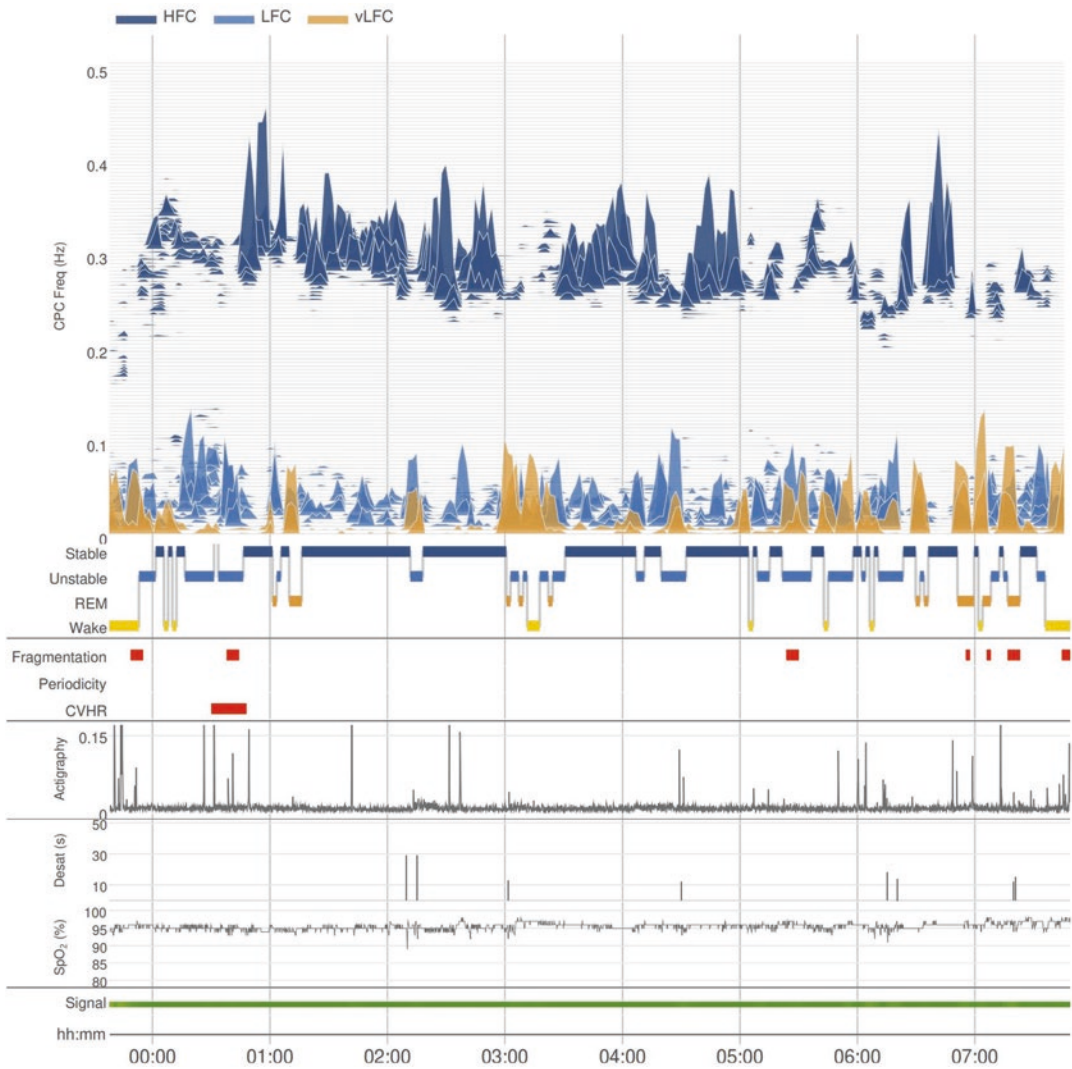 HFC LFC vLFC
CPC Freq (Hz)
0.5
0.4
0.3
0.2
0.1
0
Stable
Unstable
REM
Wake
Fragmentation
Periodicity
CVHR
Actigraphy
0.15
0
Desat (s)
50
30
10
SpO₂ (%)
100
95
90
85
80
Signal
hh:mm
00:00 01:00 02:00 03:00 04:00 05:00 06:00 07:00